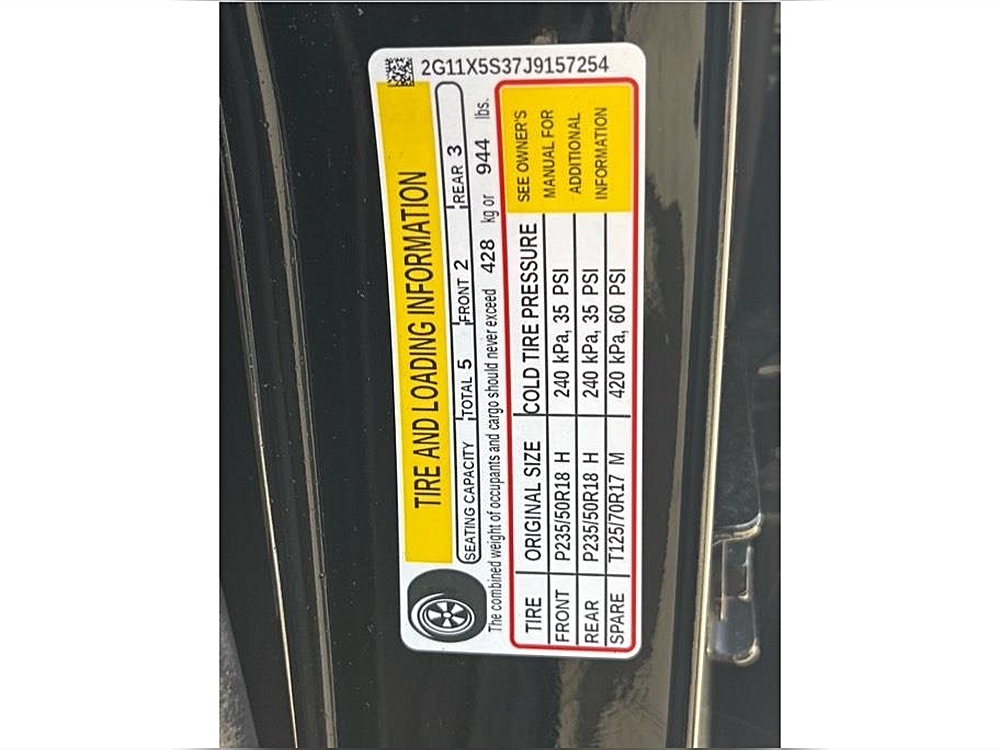 2G11X5S37J9157254
TIRE AND LOADING INFORMATION
SEATING CAPACITY TOTAL 5 FRONT 2 REAR 3
The combined weight of occupants and cargo should never exceed 428 kg or 944 lbs.
TIRE ORIGINAL SIZE COLD TIRE PRESSURE
FRONT P235/50R18 H 240 kPa, 35 PSI
REAR P235/50R18 H 240 kPa, 35 PSI
SPARE T125/70R17 M 420 kPa, 60 PSI
SEE OWNER'S
MANUAL FOR
ADDITIONAL
INFORMATION